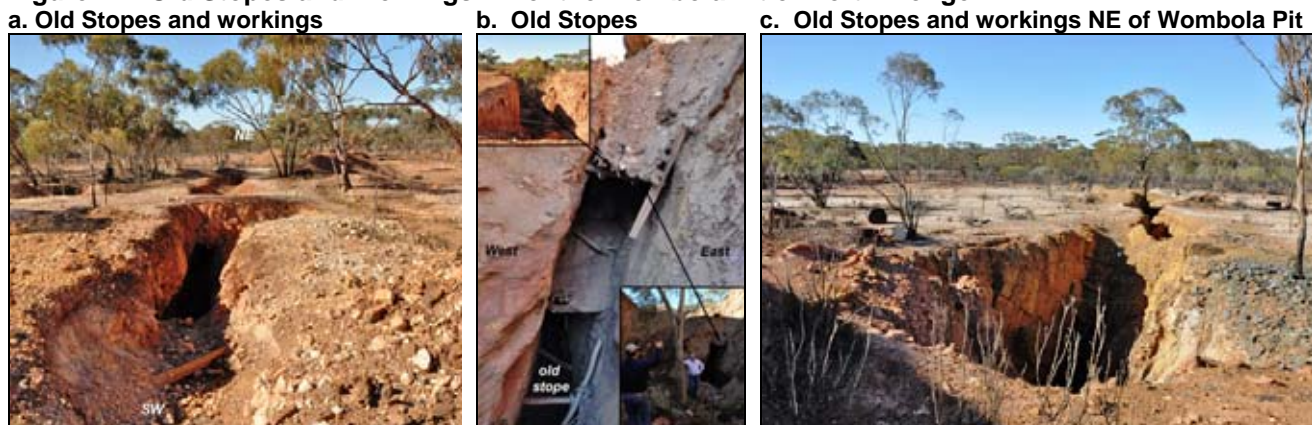 a. Old Stopes and workings
b. Old Stopes
c. Old Stopes and workings NE of Wombola Pit
West
East
old
stope
SW